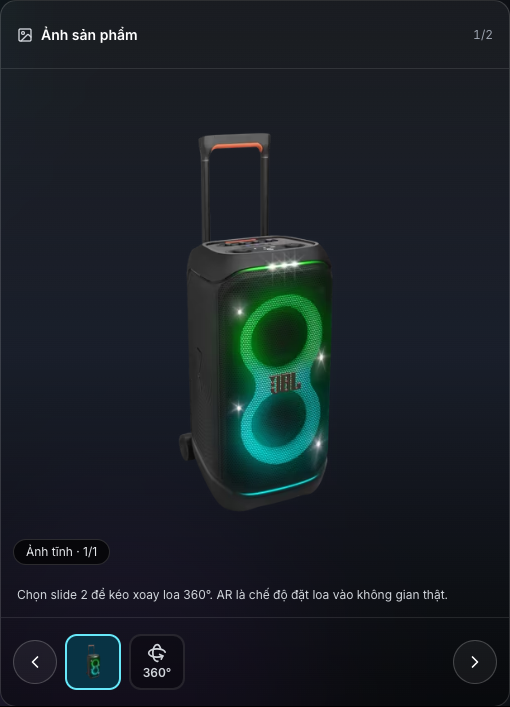 Ảnh sản phẩm
1/2
JBL
Ảnh tĩnh · 1/1
Chọn slide 2 để kéo xoay loa 360°. AR là chế độ đặt loa vào không gian thật.
360°